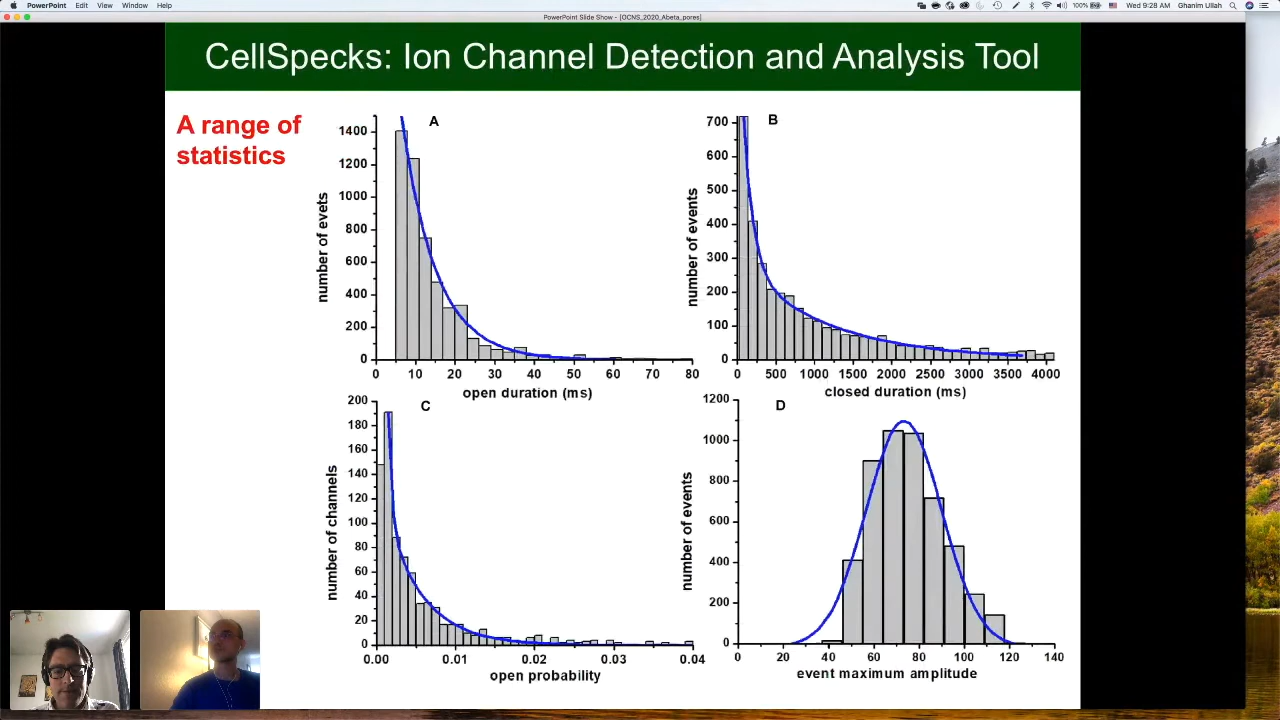 PowerPoint File Edit View Window Help
100% Wed 9:28 AM Ghanim Ullah
PowerPoint Slide Show - [OCNS_2020_Abeta_pores]
CellSpecks: Ion Channel Detection and Analysis Tool
A range of
statistics
A
1400
1200
1000
800
600
400
200
0
number of evets
0 10 20 30 40 50 60 70 80
open duration (ms)
B
700
600
500
400
300
200
100
0
number of events
0 500 1000 1500 2000 2500 3000 3500 4000
closed duration (ms)
C
200
180
160
140
120
100
80
60
40
20
0
number of channels
0.00 0.01 0.02 0.03 0.04
open probability
D
1200
1000
800
600
400
200
0
number of events
0 20 40 60 80 100 120 140
event maximum amplitude